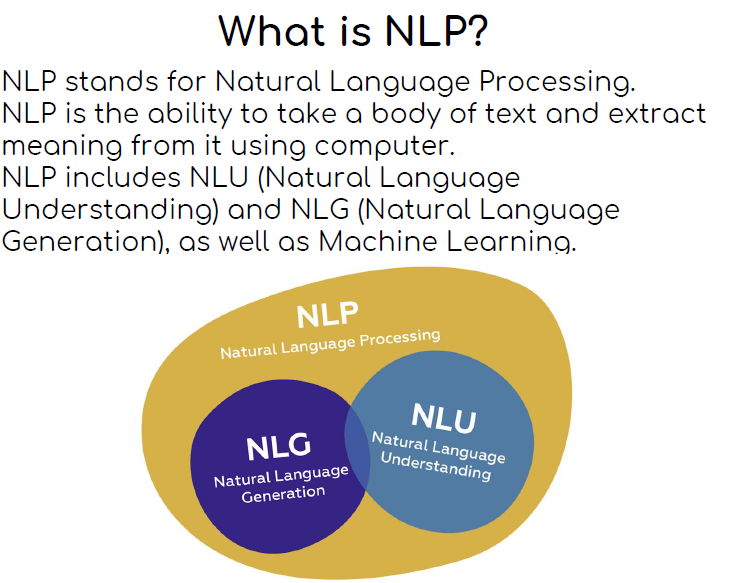 What is NLP?
NLP stands for Natural Language Processing.
NLP is the ability to take a body of text and extract
meaning from it using computer.
NLP includes NLU (Natural Language
Understanding) and NLG (Natural Language
Generation), as well as Machine Learning.
NLP
Natural Language Processing
NLG
Natural Language
Generation
NLU
Natural Language
Understanding